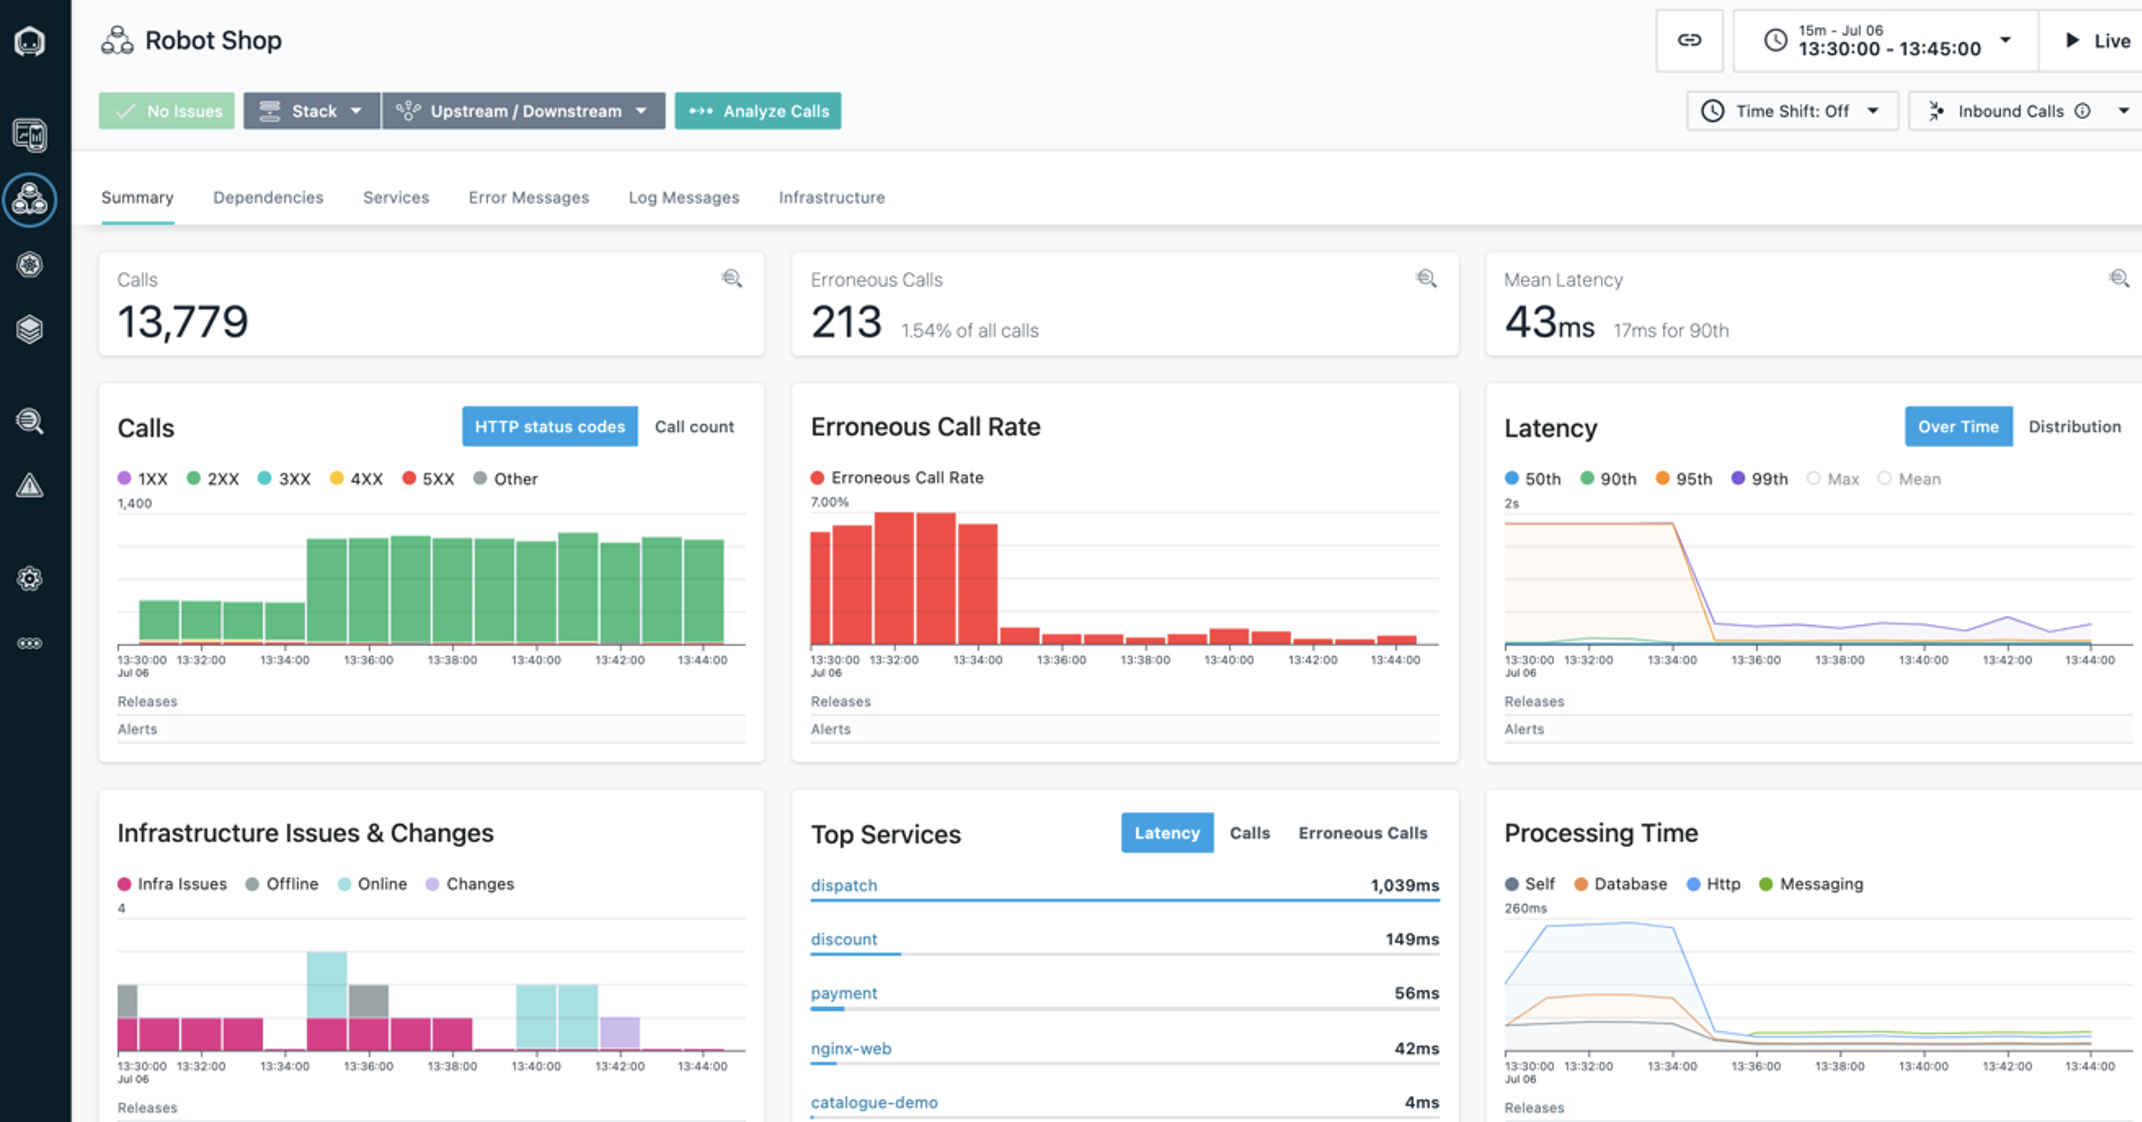 Robot Shop
15m - Jul 06
13:30:00 - 13:45:00
Live
No Issues
Stack
Upstream / Downstream
Analyze Calls
Time Shift: Off
Inbound Calls
Summary Dependencies Services Error Messages Log Messages Infrastructure
Calls
13,779
Erroneous Calls
213 1.54% of all calls
Mean Latency
43ms 17ms for 90th
Calls
HTTP status codes Call count
1XX 2XX 3XX 4XX 5XX Other
1,400
13:30:00 13:32:00 13:34:00 13:36:00 13:38:00 13:40:00 13:42:00 13:44:00
Jul 06
Releases
Alerts
Erroneous Call Rate
Erroneous Call Rate
7.00%
13:30:00 13:32:00 13:34:00 13:36:00 13:38:00 13:40:00 13:42:00 13:44:00
Jul 06
Releases
Alerts
Latency
Over Time Distribution
50th 90th 95th 99th Max Mean
2s
13:30:00 13:32:00 13:34:00 13:36:00 13:38:00 13:40:00 13:42:00 13:44:00
Jul 06
Releases
Alerts
Infrastructure Issues & Changes
Infra Issues Offline Online Changes
4
13:30:00 13:32:00 13:34:00 13:36:00 13:38:00 13:40:00 13:42:00 13:44:00
Jul 06
Releases
Top Services
Latency Calls Erroneous Calls
dispatch 1,039ms
discount 149ms
payment 56ms
nginx-web 42ms
catalogue-demo 4ms
Processing Time
Self Database Http Messaging
260ms
13:30:00 13:32:00 13:34:00 13:36:00 13:38:00 13:40:00 13:42:00 13:44:00
Jul 06
Releases